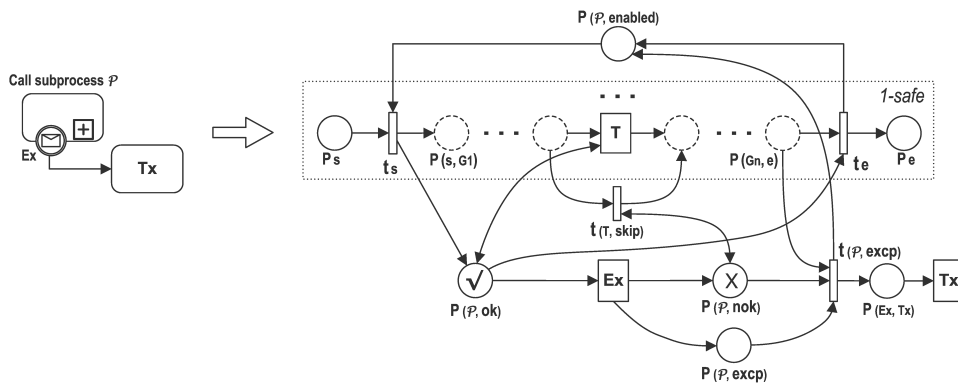 P (𝒫, enabled)
Call subprocess 𝒫
Ex
Tx
1-safe
T
P s
t s
P (s, G1)
P (Gn, e)
t e
P e
t (T, skip)
t (𝒫, excp)
√
Ex
X
Tx
P (𝒫, ok)
P (𝒫, nok)
P (Ex, Tx)
P (𝒫, excp)